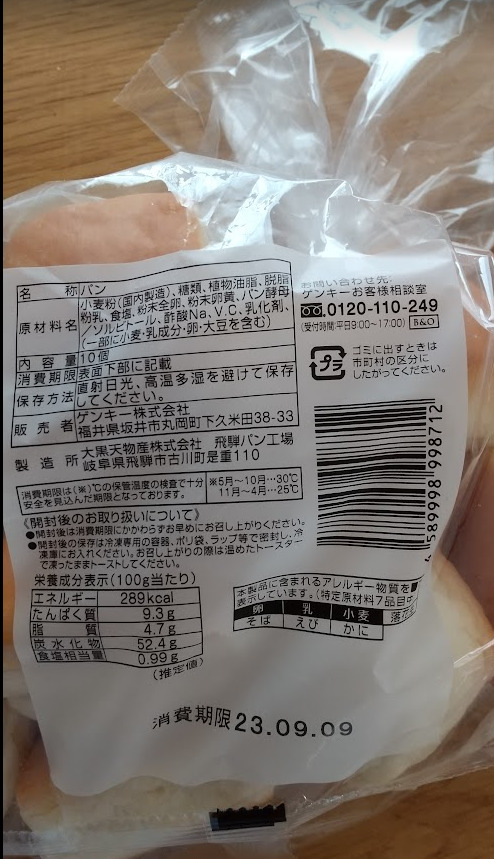 名称 パン
原材料名 小麦粉(国内製造)、糖類、植物油脂、脱脂
粉乳、食塩、粉末全卵、粉末卵黄、パン酵母
/ソルビトール、酢酸Na、V.C、乳化剤、
(一部に小麦・乳成分・卵・大豆を含む)
内容量 10個
消費期限 表面下部に記載
保存方法 直射日光、高温多湿を避けて保存
してください。
販売者 ゲンキー株式会社
福井県坂井市丸岡町下久米田38-33
製造所 大黒天物産株式会社 飛騨パン工場
岐阜県飛騨市古川町是重110
お問い合わせ先:
ゲンキーお客様相談室
0120-110-249
(受付時間:平日9:00~17:00) B&O
プラ
ゴミに出すときは
市町村の区分に
したがってください。
4589981998712
消費期限は(※)℃の保管温度の検査で十分
安全を見込んだ期限となっております。
※5月~10月…30℃
11月~4月…25℃
《開封後のお取り扱いについて》
●開封後は消費期限にかかわらずお早めにお召し上がりください。
●開封後の保存は冷凍専用の容器、ポリ袋、ラップ等で密封し、冷
凍庫にお入れください。お召し上がりの際は温めたトースター
で凍ったままトーストしてください。
栄養成分表示(100g当たり)
エネルギー 289kcal
たんぱく質 9.3g
脂質 4.7g
炭水化物 52.4g
食塩相当量 0.99g
(推定値)
本製品に含まれるアレルギー物質を■
表示しています。(特定原材料7品目中
卵 乳 小麦 落花
そば えび かに
消費期限23.09.09